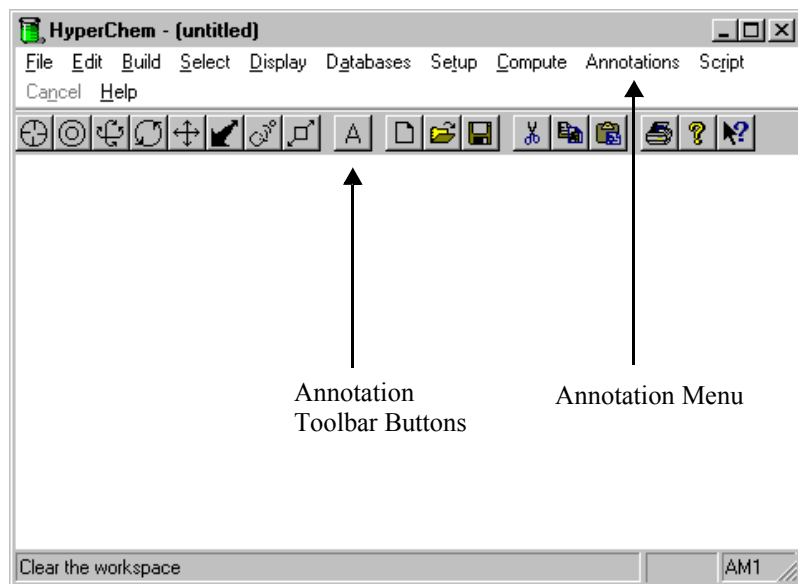 HyperChem - (untitled)
File Edit Build Select Display Databases Setup Compute Annotations Script
Cancel Help
A
Annotation
Toolbar Buttons
Annotation Menu
Clear the workspace AM1